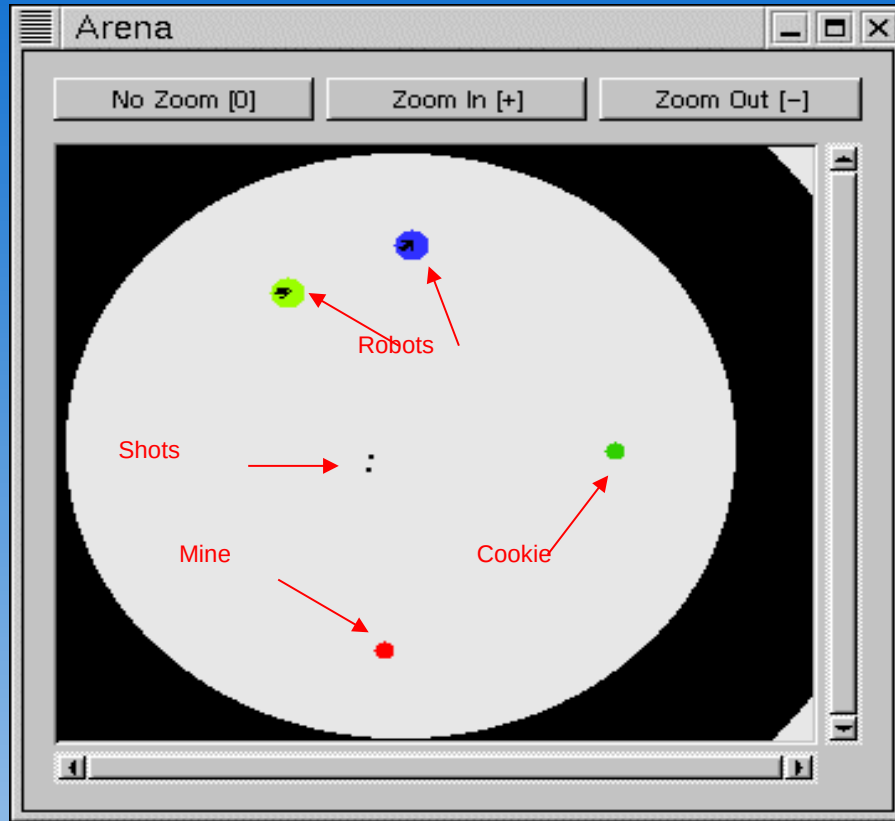 Arena
No Zoom [0] Zoom In [+] Zoom Out [−]
Robots
Shots
Mine Cookie